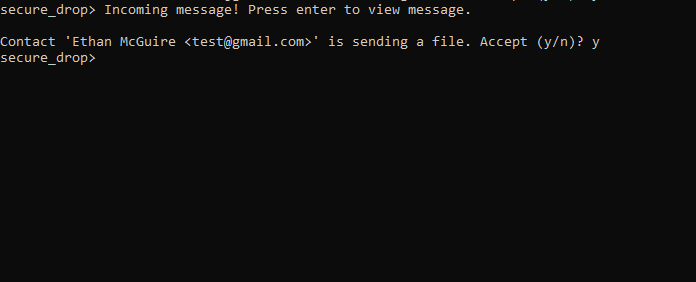 secure_drop> Incoming message! Press enter to view message.
Contact 'Ethan McGuire <test@gmail.com>' is sending a file. Accept (y/n)? y
secure_drop>